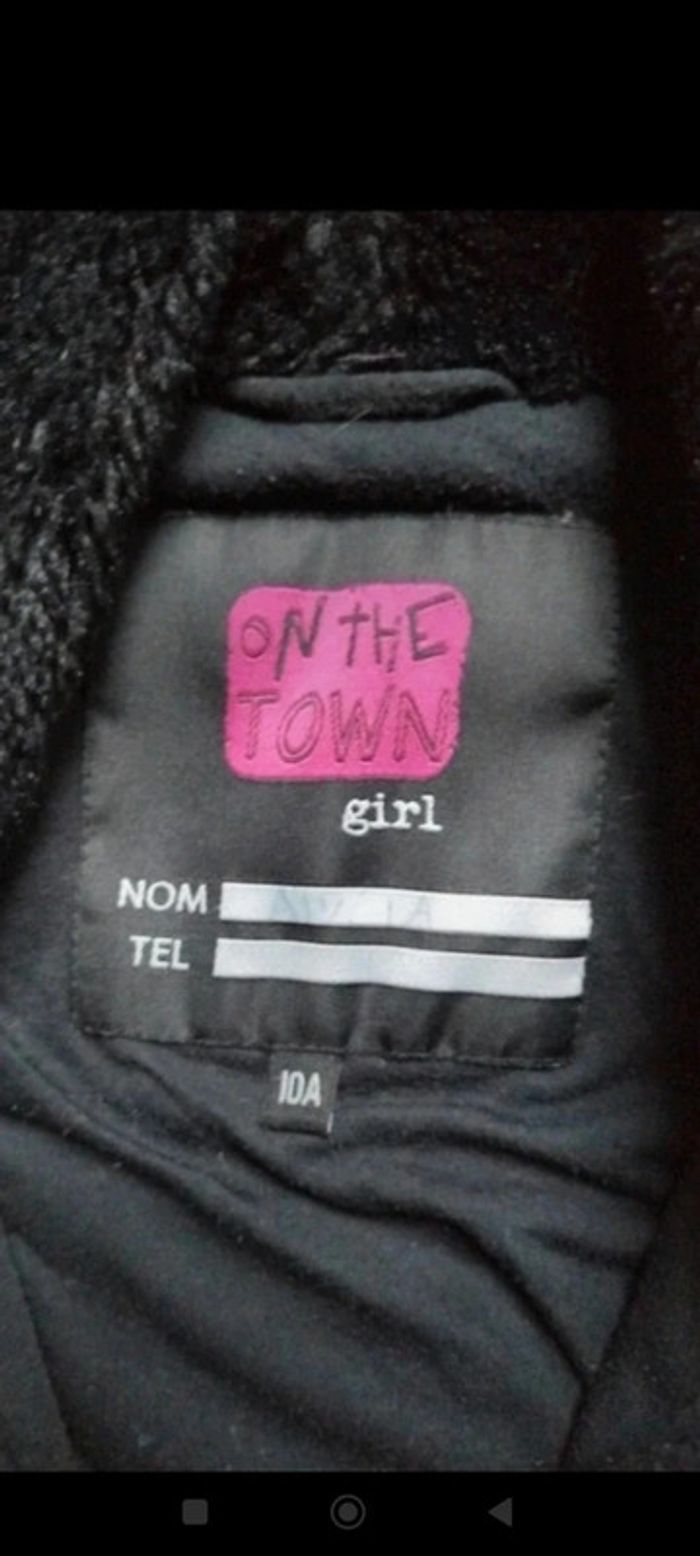 ON THE
TOWN
girl
NOM
TEL
10A